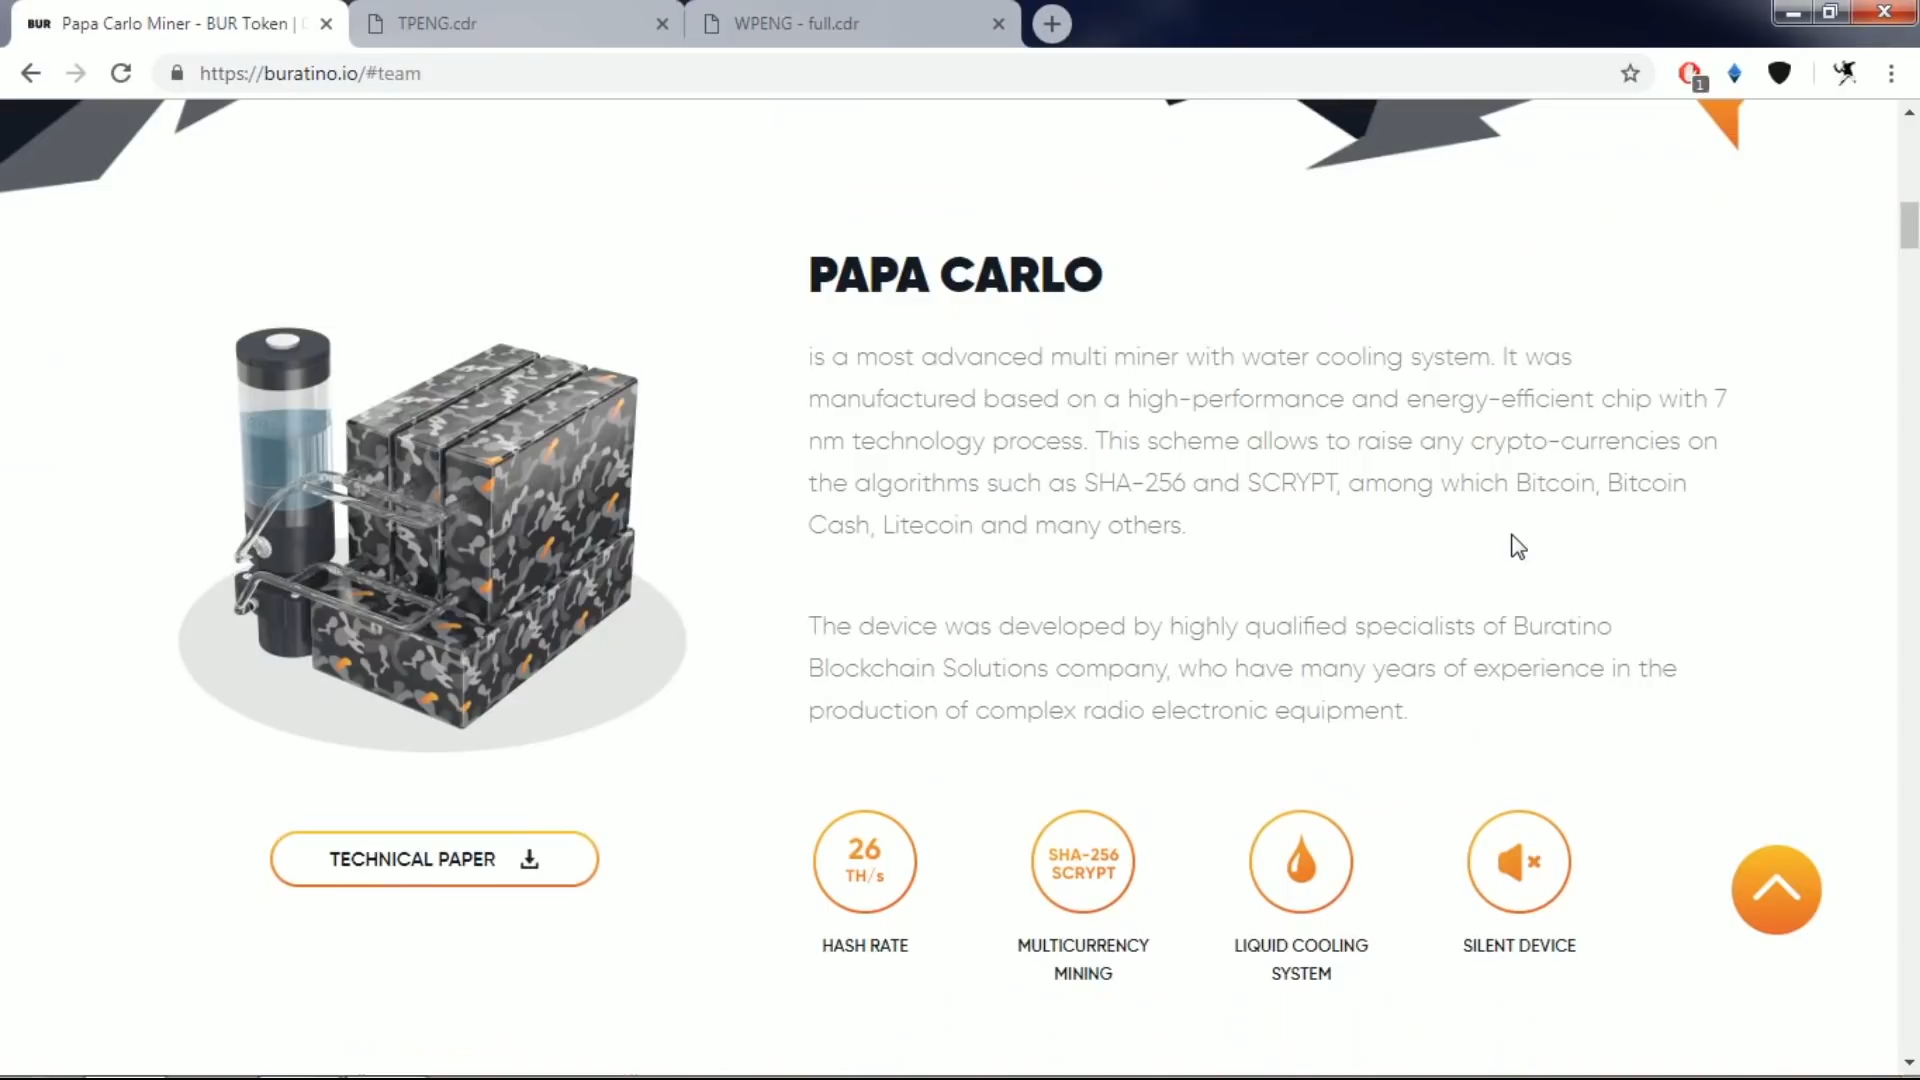 BUR Papa Carlo Miner - BUR Token |
TPENG.cdr
WPENG - full.cdr
https://buratino.io/#team
1
PAPA CARLO
is a most advanced multi miner with water cooling system. It was
manufactured based on a high-performance and energy-efficient chip with 7
nm technology process. This scheme allows to raise any crypto-currencies on
the algorithms such as SHA-256 and SCRYPT, among which Bitcoin, Bitcoin
Cash, Litecoin and many others.
The device was developed by highly qualified specialists of Buratino
Blockchain Solutions company, who have many years of experience in the
production of complex radio electronic equipment.
TECHNICAL PAPER
26
TH/s
HASH RATE
SHA-256
SCRYPT
MULTICURRENCY
MINING
LIQUID COOLING
SYSTEM
SILENT DEVICE